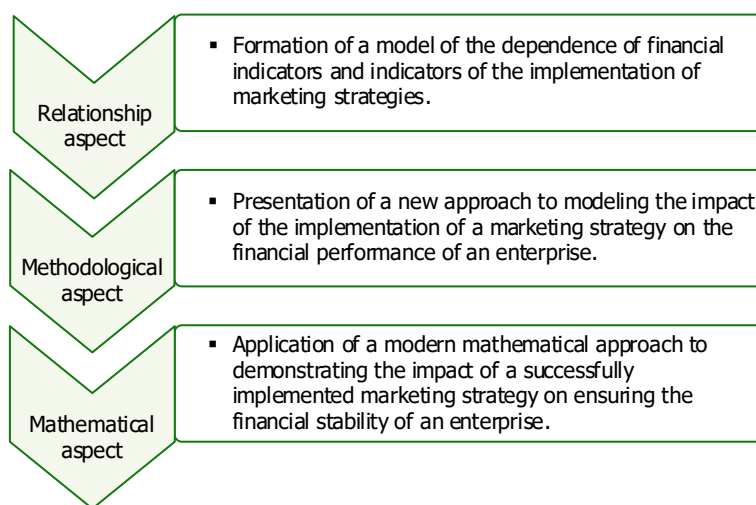 ▪ Formation of a model of the dependence of financial
indicators and indicators of the implementation of
marketing strategies.
Relationship
aspect
▪ Presentation of a new approach to modeling the impact
of the implementation of a marketing strategy on the
financial performance of an enterprise.
Methodological
aspect
▪ Application of a modern mathematical approach to
demonstrating the impact of a successfully
implemented marketing strategy on ensuring the
financial stability of an enterprise.
Mathematical
aspect